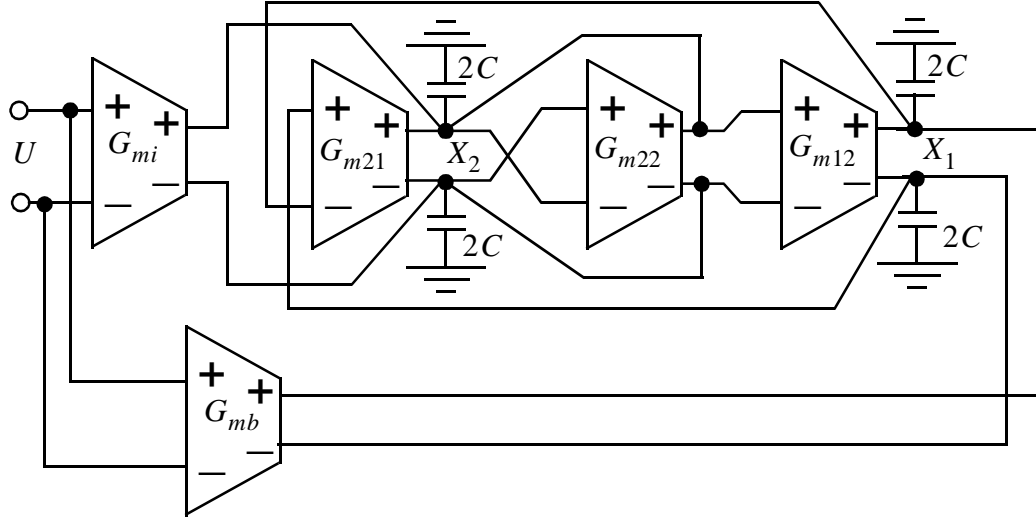 2C
2C
+
+
+
+
+
+
+
+
U
G_mi
G_m21
X_2
G_m22
G_m12
X_1
−
−
−
−
−
−
−
−
2C
2C
+
+
G_mb
−
−